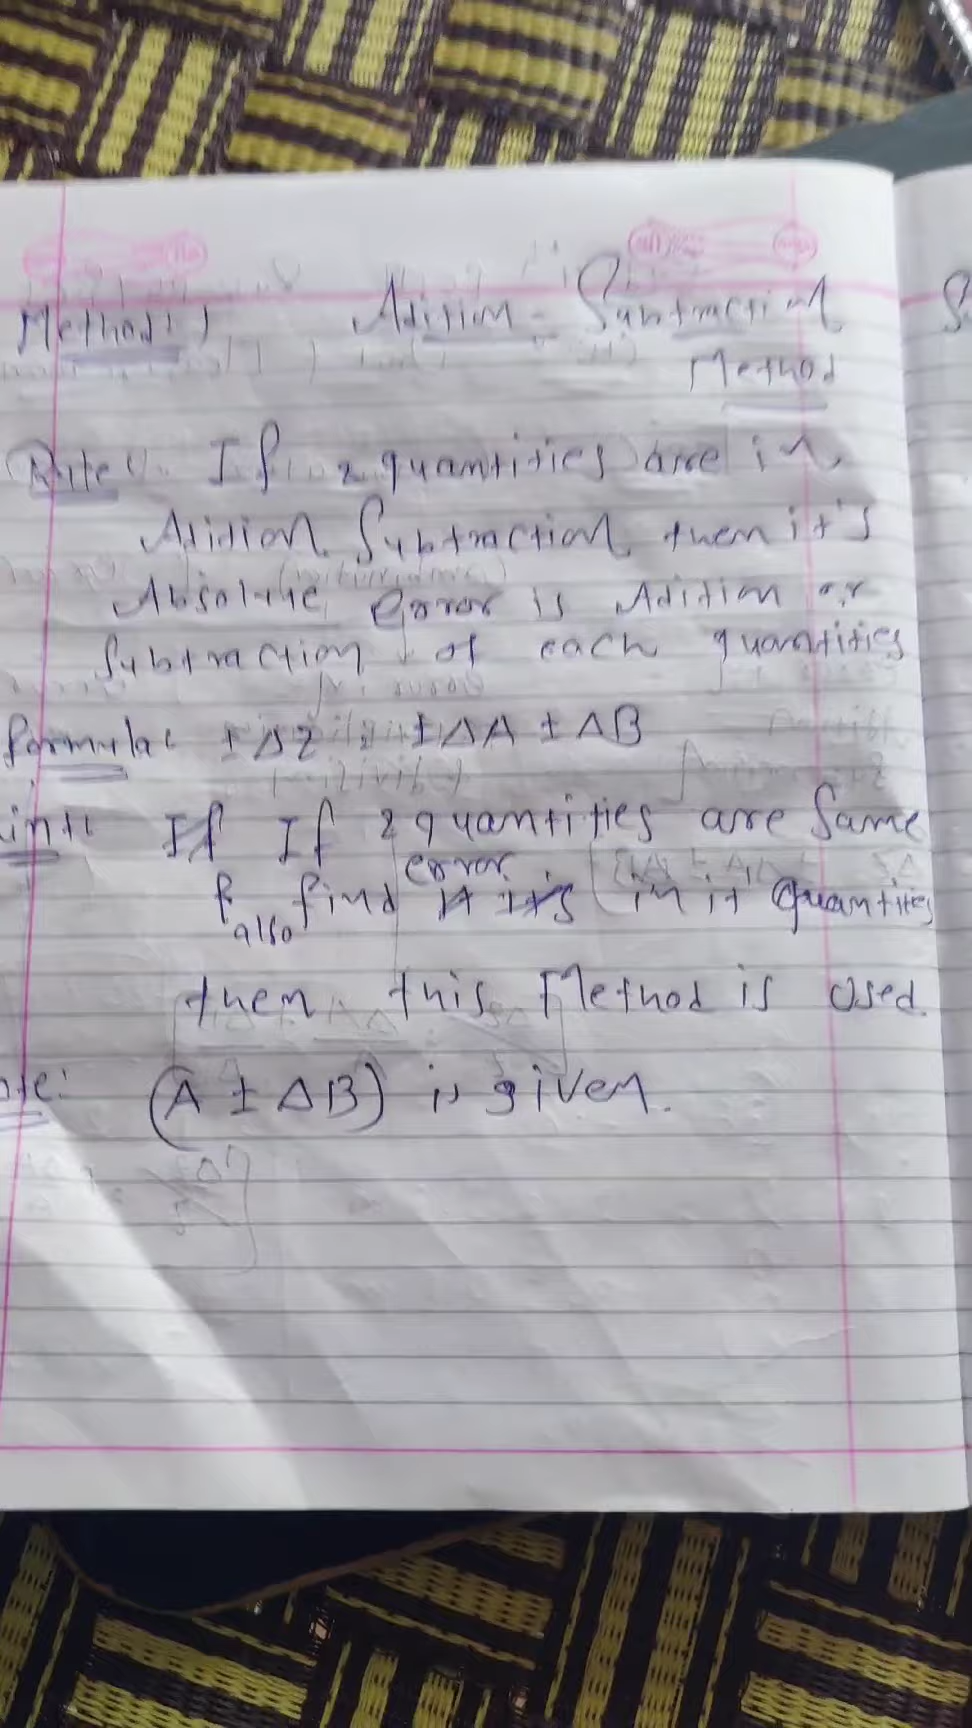 Method: 1 Adition - Subtraction
Method
Rule: If 2 quantities are in
Adition Subtraction then it's
Absolute error is Adition or
Subtraction of each quantities
formula: ± ΔZ = ± ΔA ± ΔB
If 2 quantities are Same
error
& also find in it quantities
then this Method is Used.
(A ± ΔB) is given.